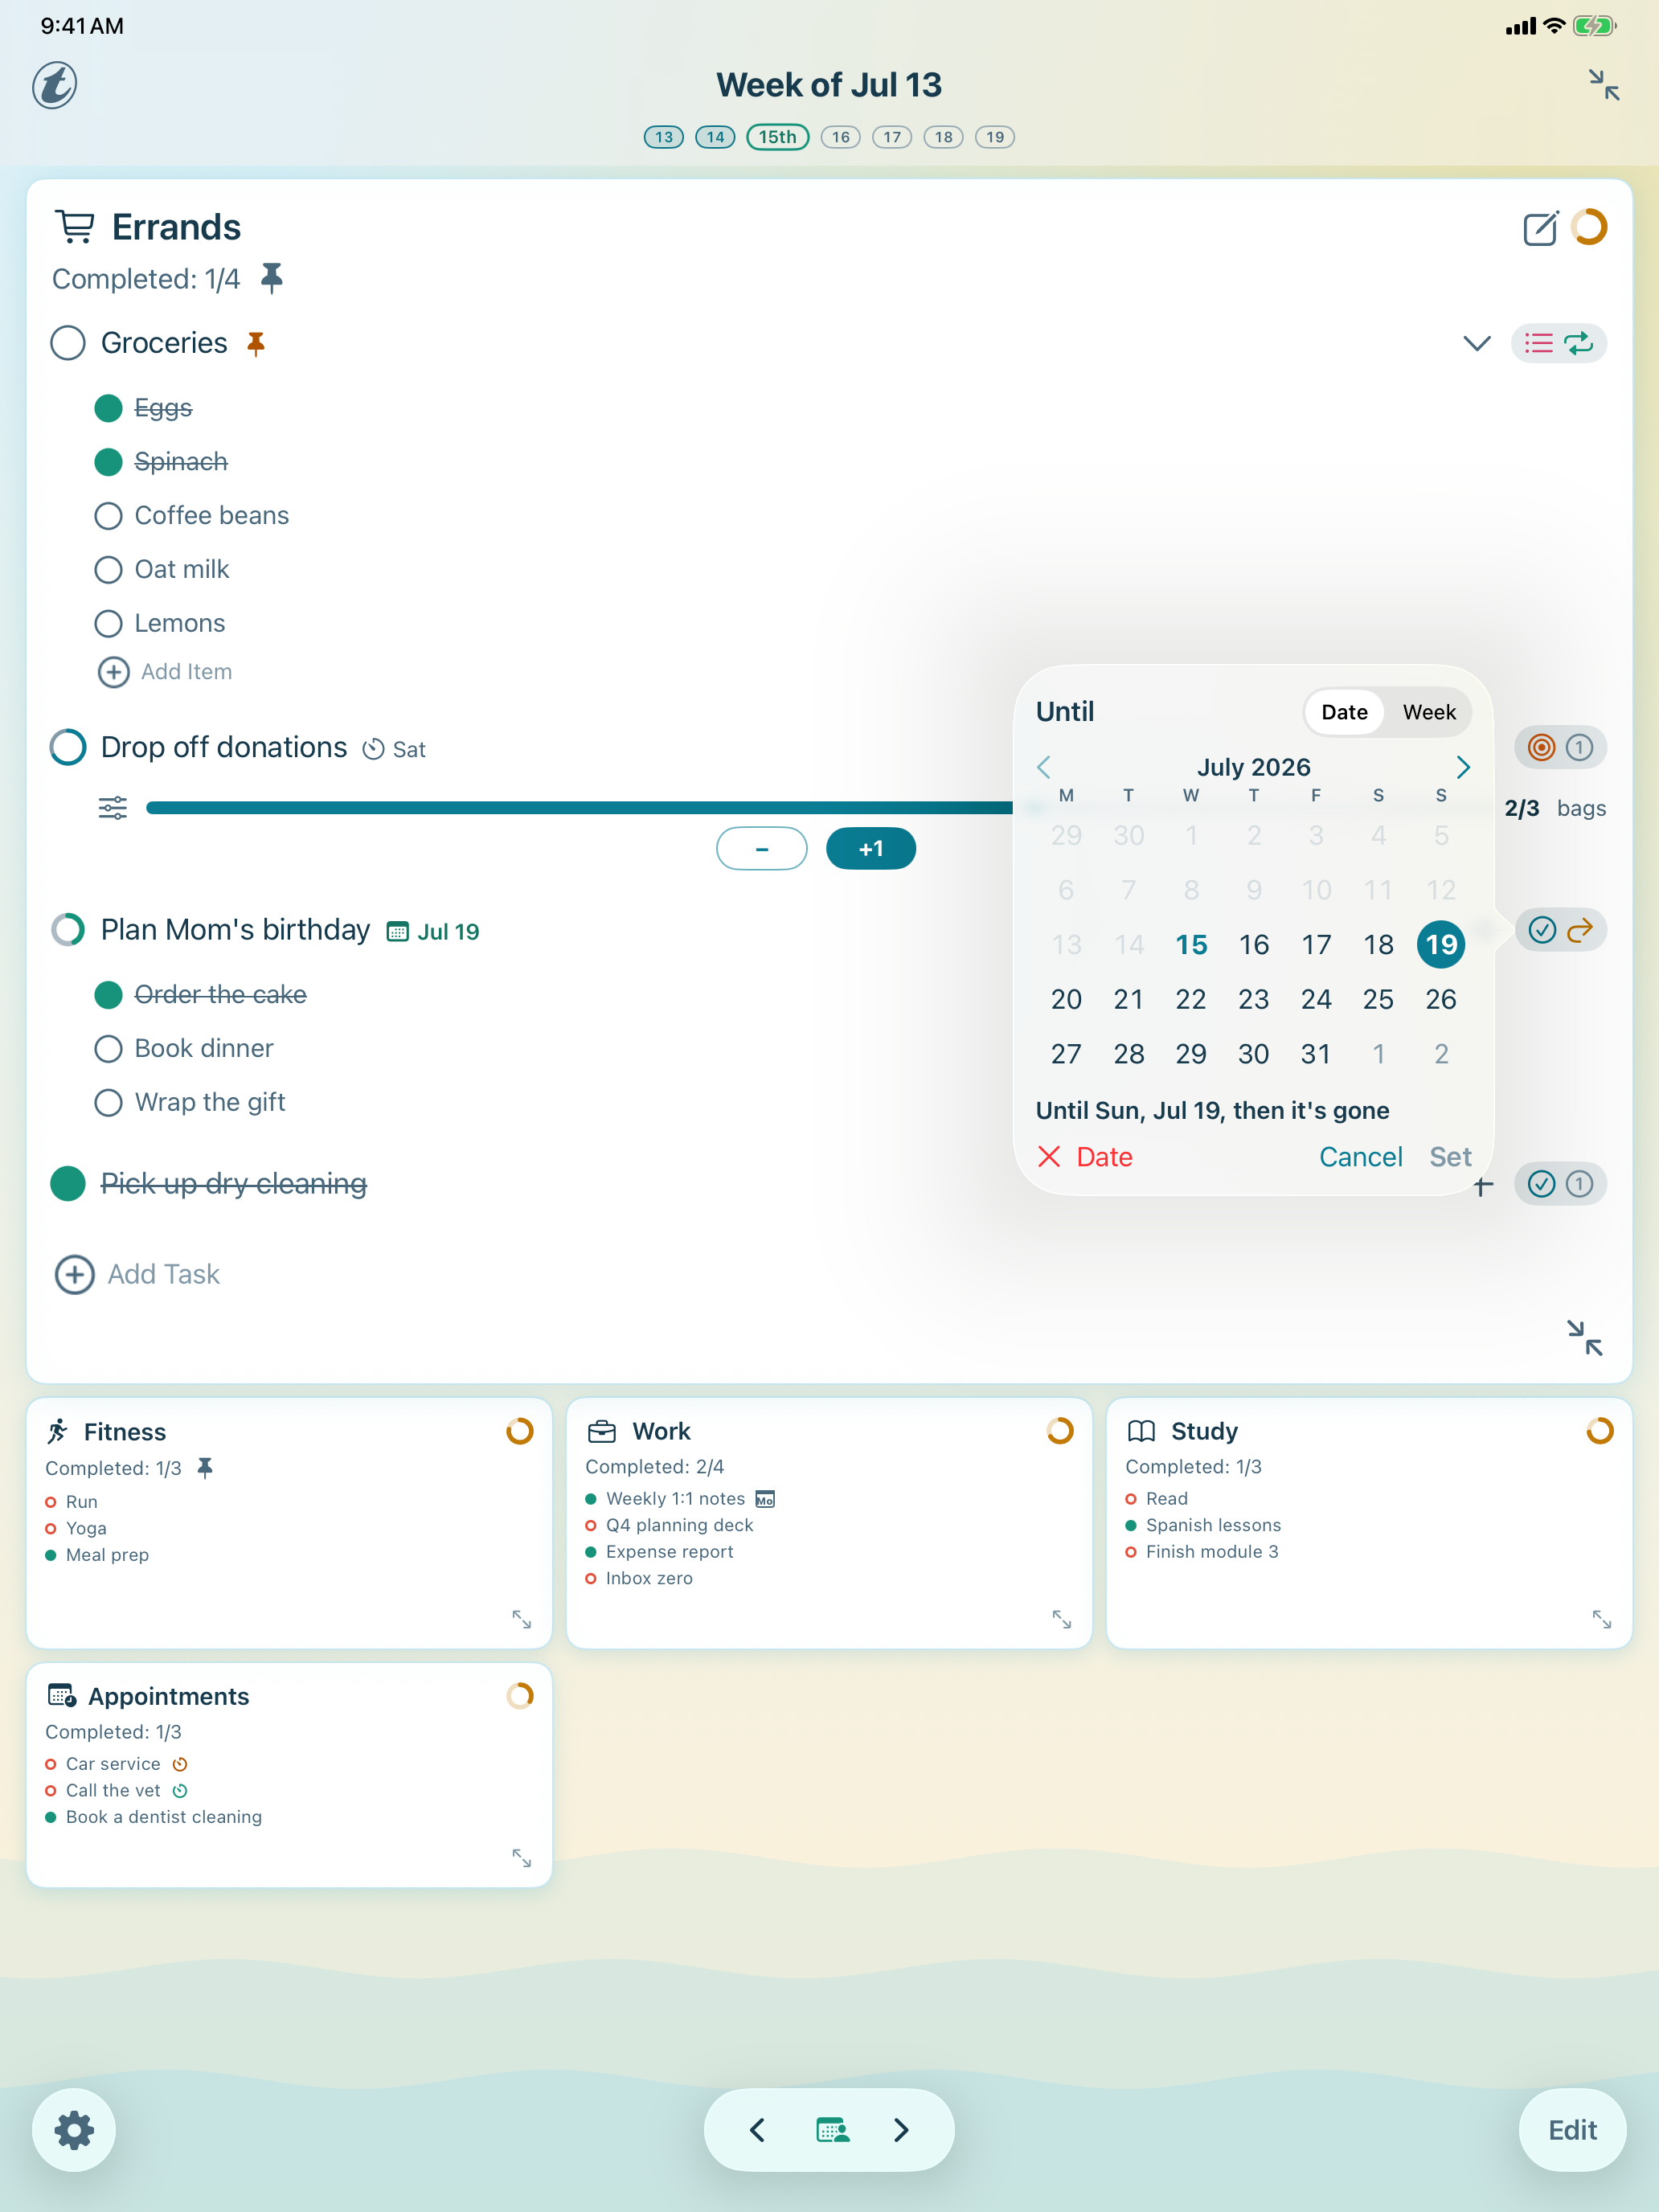 9:41 AM
Week of Jul 13
13 14 15th 16 17 18 19
Errands
Completed: 1/4
Groceries
Eggs
Spinach
Coffee beans
Oat milk
Lemons
Add Item
Drop off donations Sat
2/3 bags
– +1
Plan Mom's birthday Jul 19
Order the cake
Book dinner
Wrap the gift
Pick up dry cleaning
1
1
Add Task
Until Date Week
July 2026
M T W T F S S
29 30 1 2 3 4 5
6 7 8 9 10 11 12
13 14 15 16 17 18 19
20 21 22 23 24 25 26
27 28 29 30 31 1 2
Until Sun, Jul 19, then it's gone
Date Cancel Set
Fitness
Completed: 1/3
Run
Yoga
Meal prep
Work
Completed: 2/4
Weekly 1:1 notes Mo
Q4 planning deck
Expense report
Inbox zero
Study
Completed: 1/3
Read
Spanish lessons
Finish module 3
Appointments
Completed: 1/3
Car service
Call the vet
Book a dentist cleaning
Edit